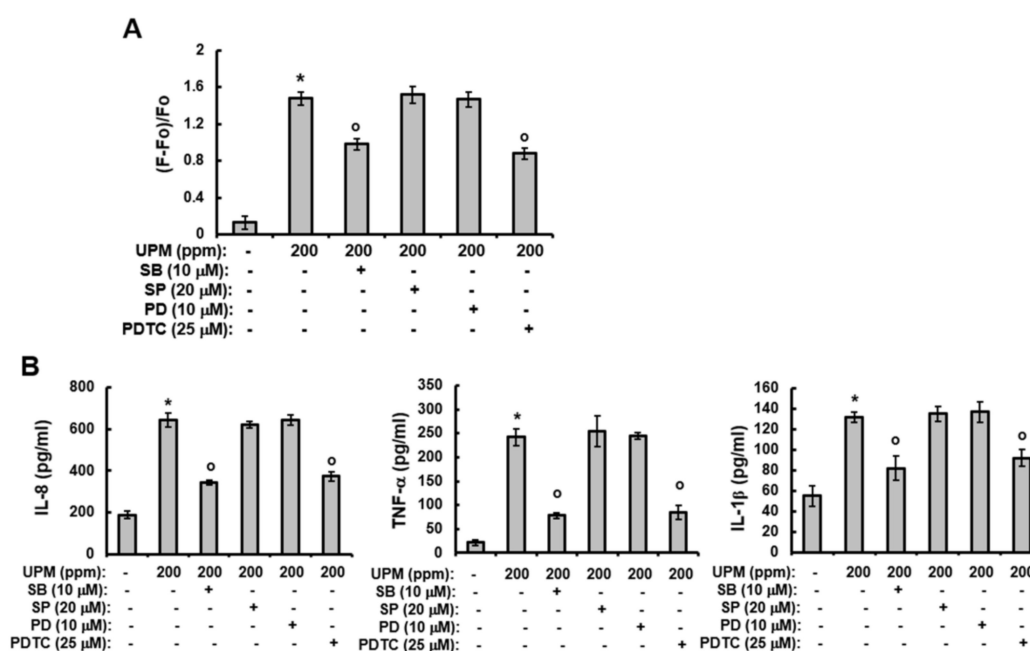 A
2
1.6
1.2
0.8
0.4
0
(F-Fo)/Fo
*
o
o
UPM (ppm): - 200 200 200 200 200
SB (10 µM): - - + - - -
SP (20 µM): - - - + - -
PD (10 µM): - - - - + -
PDTC (25 µM): - - - - - +
B
800
600
400
200
0
IL-8 (pg/ml)
*
o
o
UPM (ppm): - 200 200 200 200 200
SB (10 µM): - - + - - -
SP (20 µM): - - - + - -
PD (10 µM): - - - - + -
PDTC (25 µM): - - - - - +
350
300
250
200
150
100
50
0
TNF-α (pg/ml)
*
o
o
UPM (ppm): - 200 200 200 200 200
SB (10 µM): - - + - - -
SP (20 µM): - - - + - -
PD (10 µM): - - - - + -
PDTC (25 µM): - - - - - +
160
140
120
100
80
60
40
20
0
IL-1β (pg/ml)
*
o
o
UPM (ppm): - 200 200 200 200 200
SB (10 µM): - - + - - -
SP (20 µM): - - - + - -
PD (10 µM): - - - - + -
PDTC (25 µM): - - - - - +